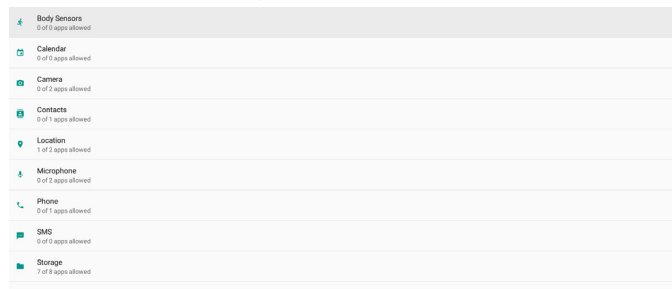 Body Sensors
0 of 0 apps allowed
Calendar
0 of 0 apps allowed
Camera
0 of 2 apps allowed
Contacts
0 of 1 apps allowed
Location
1 of 2 apps allowed
Microphone
0 of 2 apps allowed
Phone
0 of 1 apps allowed
SMS
0 of 0 apps allowed
Storage
7 of 8 apps allowed